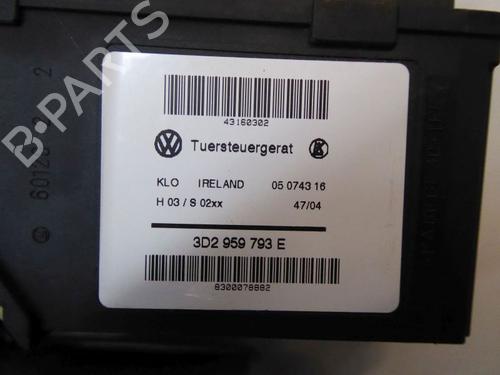 43160302
Tuersteuergerat
KLO IRELAND 05 0743 16
H 03 / S 02xx 47/04
3D2 959 793 E
8300078882
B-PARTS